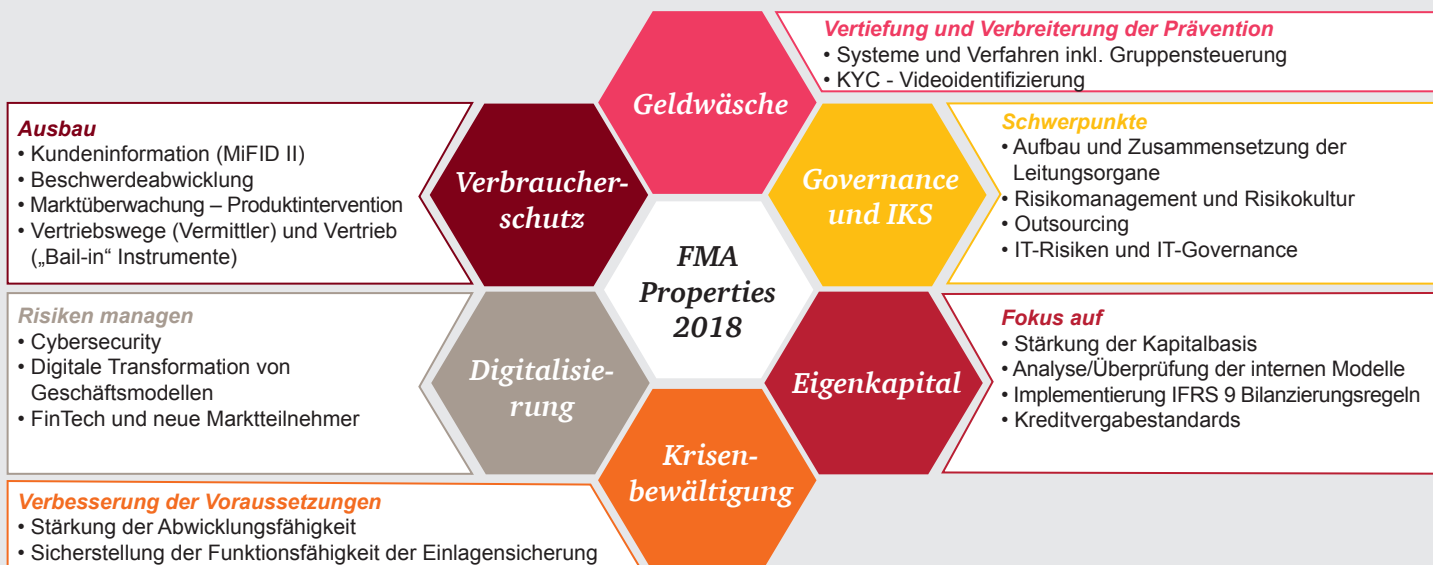 Vertiefung und Verbreiterung der Prävention
• Systeme und Verfahren inkl. Gruppensteuerung
• KYC - Videoidentifizierung
Geldwäsche
Ausbau
• Kundeninformation (MiFID II)
• Beschwerdeabwicklung
• Marktüberwachung – Produktintervention
• Vertriebswege (Vermittler) und Vertrieb
(„Bail-in“ Instrumente)
Verbraucher-
schutz
Governance
und IKS
Schwerpunkte
• Aufbau und Zusammensetzung der
Leitungsorgane
• Risikomanagement und Risikokultur
• Outsourcing
• IT-Risiken und IT-Governance
FMA
Properties
2018
Risiken managen
• Cybersecurity
• Digitale Transformation von
Geschäftsmodellen
• FinTech und neue Marktteilnehmer
Digitalisie-
rung
Eigenkapital
Fokus auf
• Stärkung der Kapitalbasis
• Analyse/Überprüfung der internen Modelle
• Implementierung IFRS 9 Bilanzierungsregeln
• Kreditvergabestandards
Krisen-
bewältigung
Verbesserung der Voraussetzungen
• Stärkung der Abwicklungsfähigkeit
• Sicherstellung der Funktionsfähigkeit der Einlagensicherung